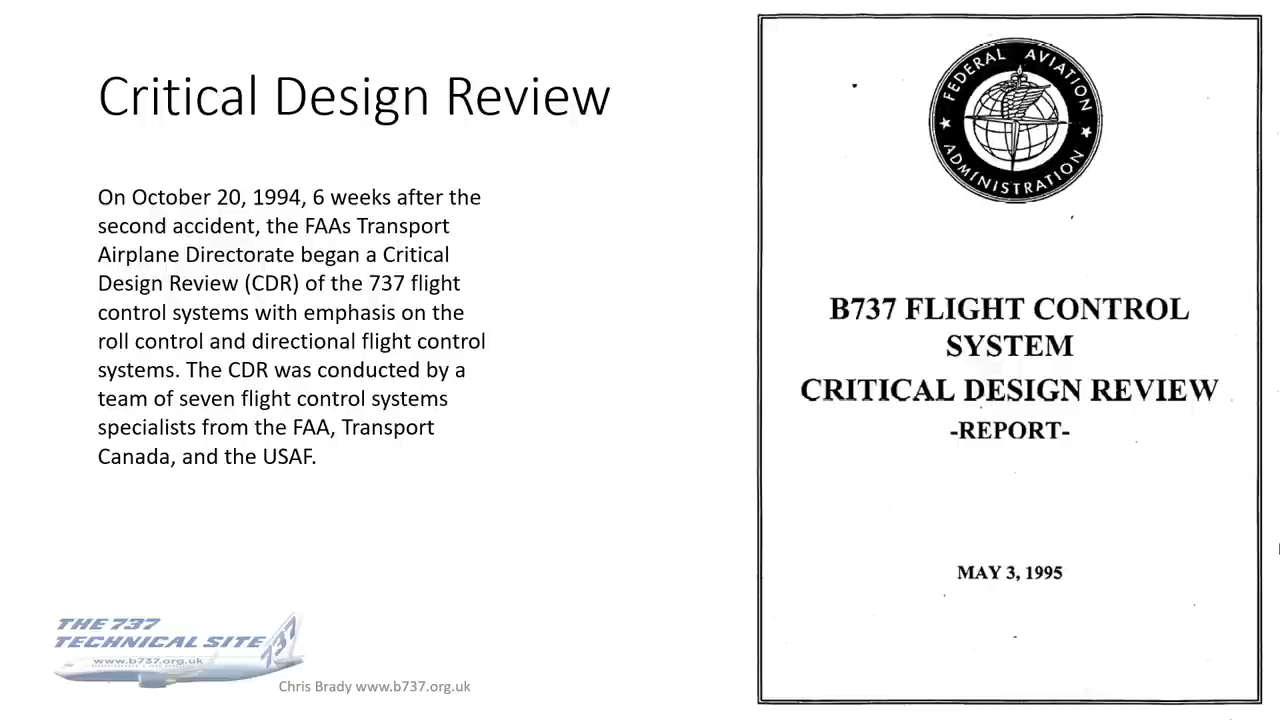 Critical Design Review
On October 20, 1994, 6 weeks after the
second accident, the FAAs Transport
Airplane Directorate began a Critical
Design Review (CDR) of the 737 flight
control systems with emphasis on the
roll control and directional flight control
systems. The CDR was conducted by a
team of seven flight control systems
specialists from the FAA, Transport
Canada, and the USAF.
THE 737
TECHNICAL SITE
737
www.b737.org.uk
Chris Brady www.b737.org.uk
FEDERAL AVIATION
ADMINISTRATION
B737 FLIGHT CONTROL
SYSTEM
CRITICAL DESIGN REVIEW
-REPORT-
MAY 3, 1995